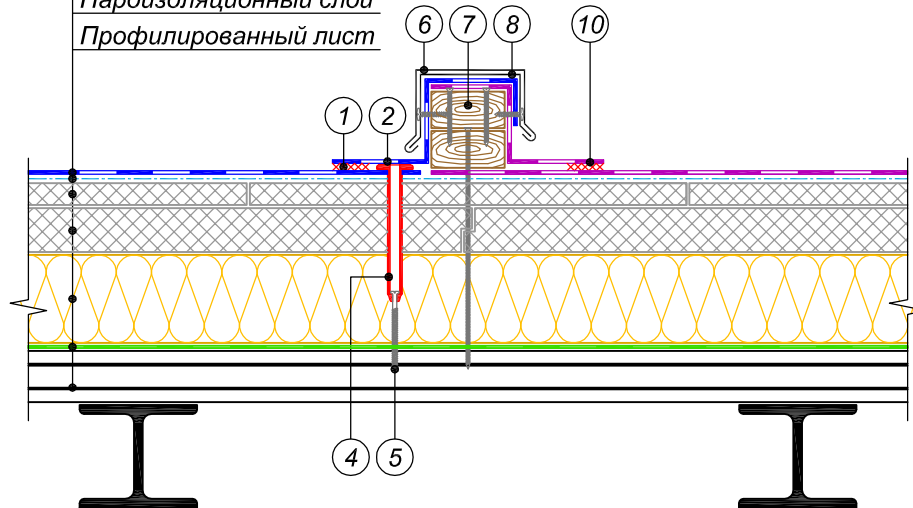 Пароизоляционный слой
Профилированный лист
6 7 8 10
1 2
4 5